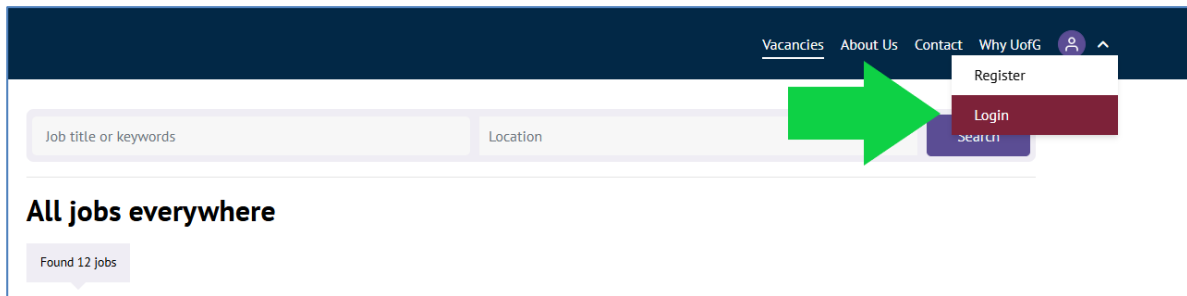 Vacancies About Us Contact Why UofG
Register
Login
Job title or keywords Location Search
All jobs everywhere
Found 12 jobs